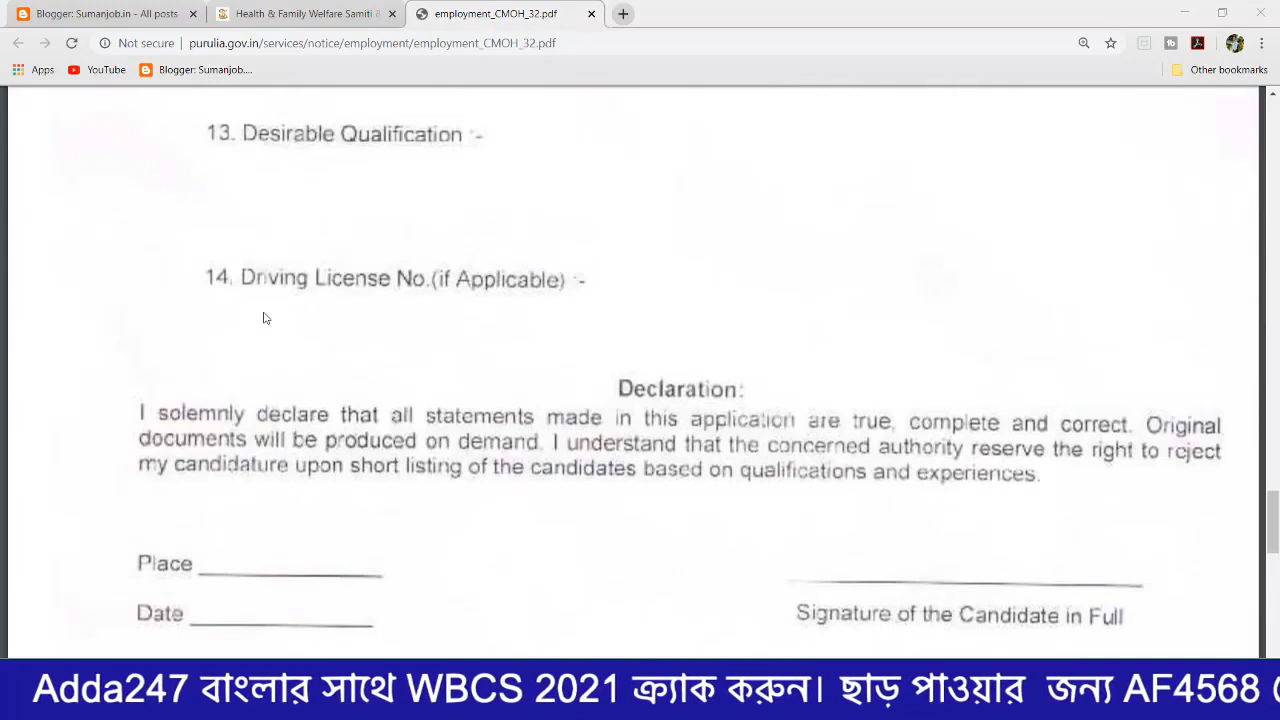 Blogger: Sumanjob.in - All posts
Health & Family Welfare Samiti
employment_CMOH_32.pdf
Not secure
purulia.gov.in/services/notice/employment/employment_CMOH_32.pdf
Apps
YouTube
Blogger: Sumanjob....
Other bookmarks
13. Desirable Qualification :-
14. Driving License No.(if Applicable) :-
Declaration:
I solemnly declare that all statements made in this application are true, complete and correct. Original
documents will be produced on demand. I understand that the concerned authority reserve the right to reject
my candidature upon short listing of the candidates based on qualifications and experiences.
Place
Date
Signature of the Candidate in Full
Adda247 বাংলার সাথে WBCS 2021 ক্র্যাক করুন। ছাড় পাওয়ার জন্য AF4568